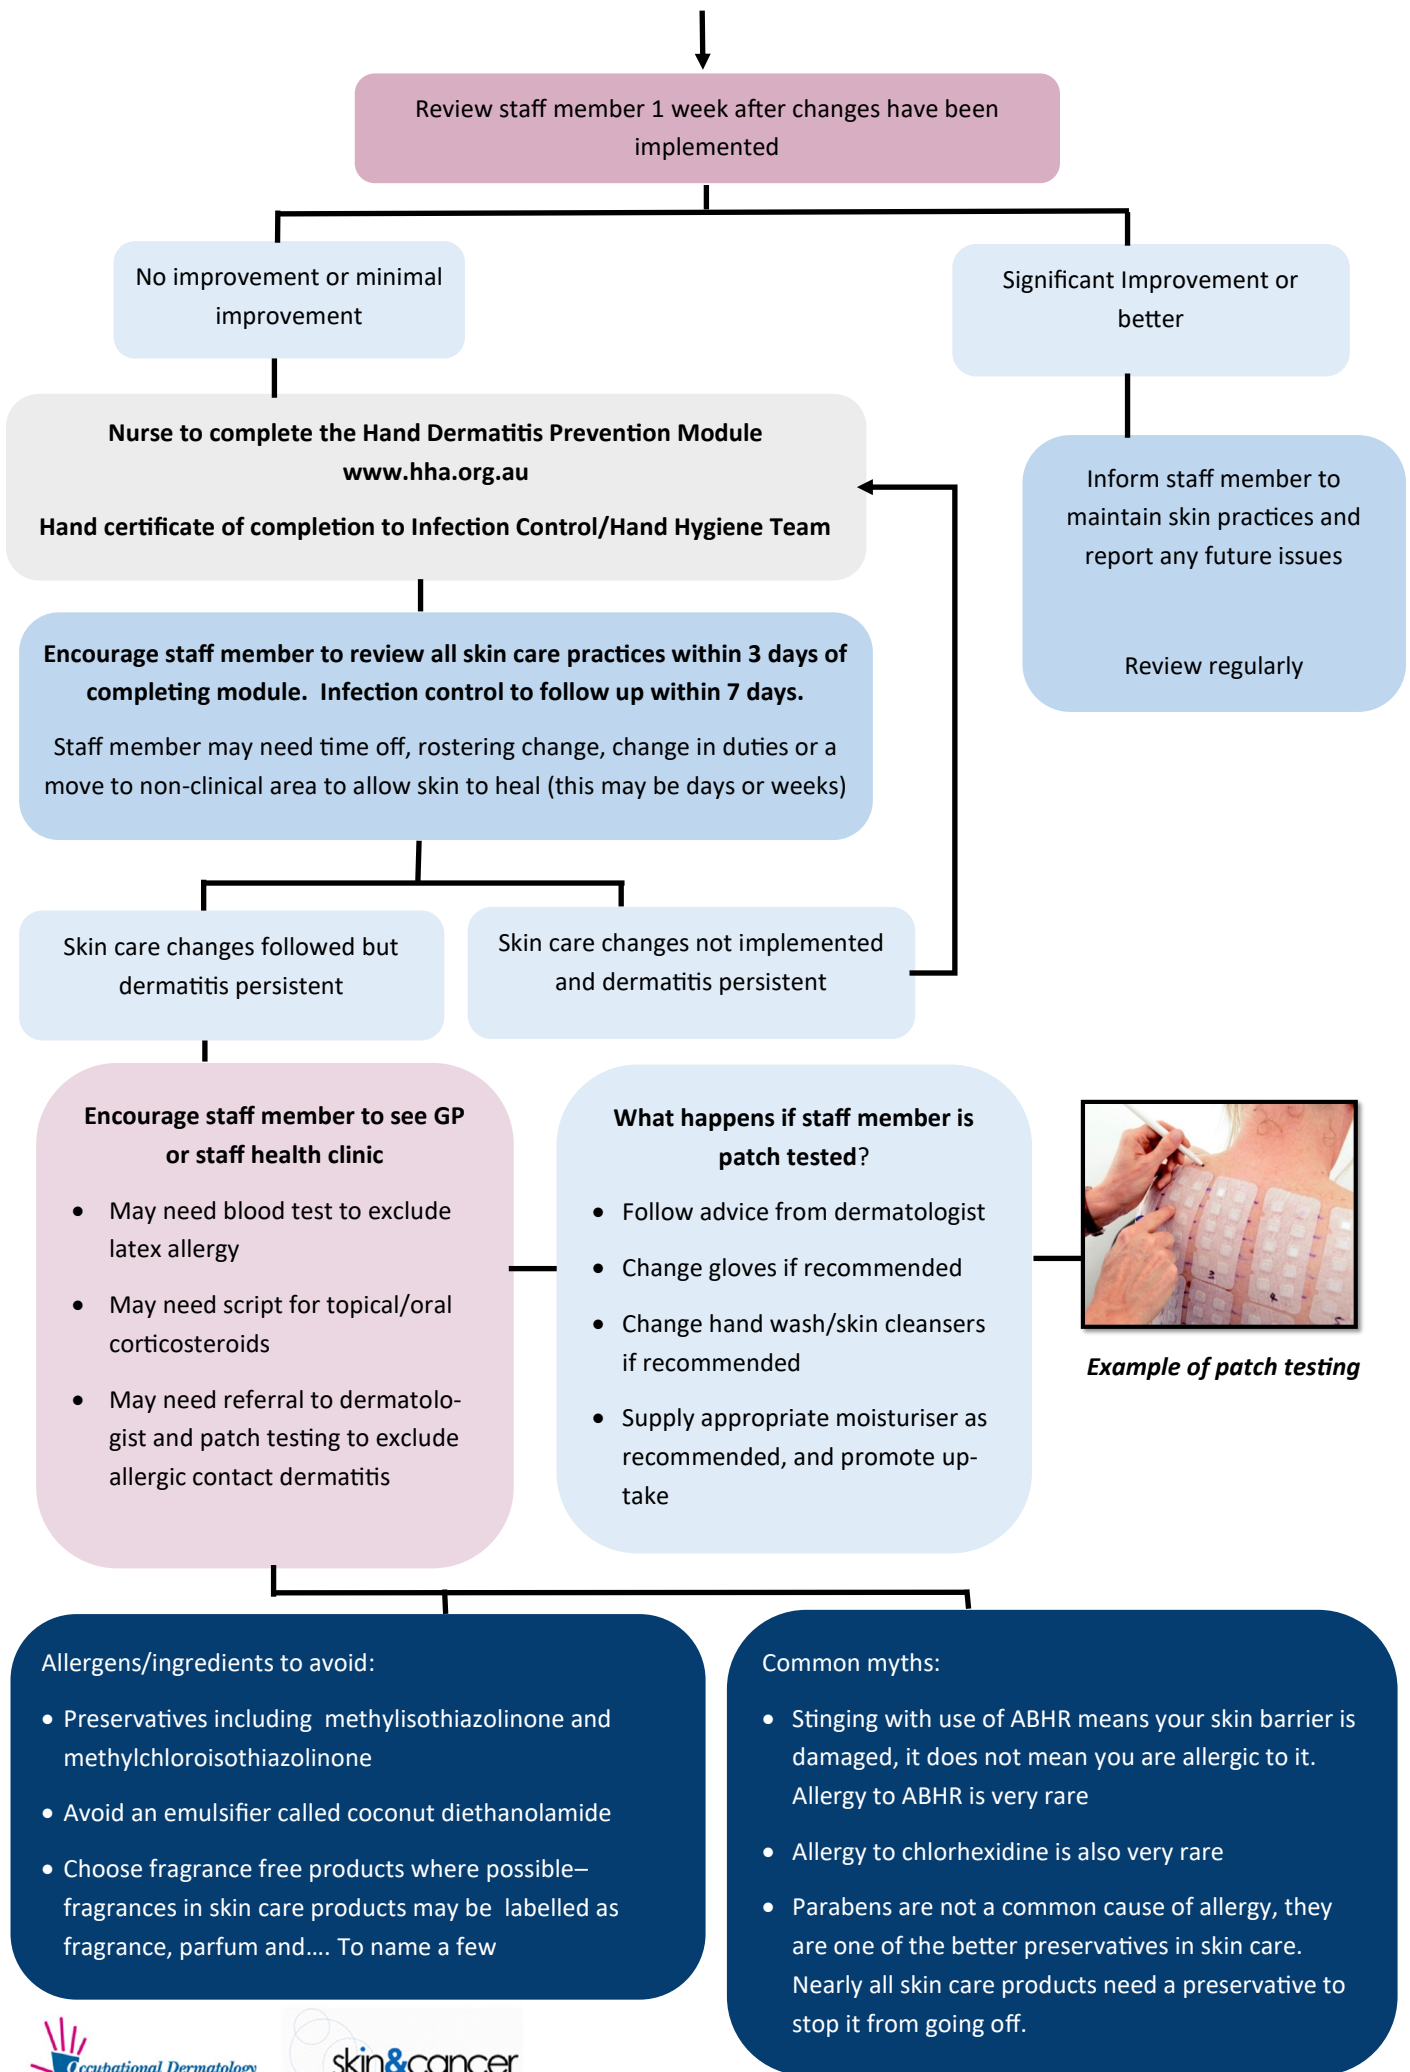 Review staff member 1 week after changes have been
implemented
No improvement or minimal
improvement
Significant Improvement or
better
Nurse to complete the Hand Dermatitis Prevention Module
www.hha.org.au
Hand certificate of completion to Infection Control/Hand Hygiene Team
Inform staff member to
maintain skin practices and
report any future issues
Review regularly
Encourage staff member to review all skin care practices within 3 days of
completing module.  Infection control to follow up within 7 days.
Staff member may need time off, rostering change, change in duties or a
move to non-clinical area to allow skin to heal (this may be days or weeks)
Skin care changes followed but
dermatitis persistent
Skin care changes not implemented
and dermatitis persistent
Encourage staff member to see GP
or staff health clinic
• May need blood test to exclude
latex allergy
• May need script for topical/oral
corticosteroids
• May need referral to dermatolo-
gist and patch testing to exclude
allergic contact dermatitis
What happens if staff member is
patch tested?
• Follow advice from dermatologist
• Change gloves if recommended
• Change hand wash/skin cleansers
if recommended
• Supply appropriate moisturiser as
recommended, and promote up-
take
Example of patch testing
Allergens/ingredients to avoid:
• Preservatives including  methylisothiazolinone and
methylchloroisothiazolinone
• Avoid an emulsifier called coconut diethanolamide
• Choose fragrance free products where possible–
fragrances in skin care products may be  labelled as
fragrance, parfum and…. To name a few
Common myths:
• Stinging with use of ABHR means your skin barrier is
damaged, it does not mean you are allergic to it.
Allergy to ABHR is very rare
• Allergy to chlorhexidine is also very rare
• Parabens are not a common cause of allergy, they
are one of the better preservatives in skin care.
Nearly all skin care products need a preservative to
stop it from going off.
Occupational Dermatology
skin&cancer